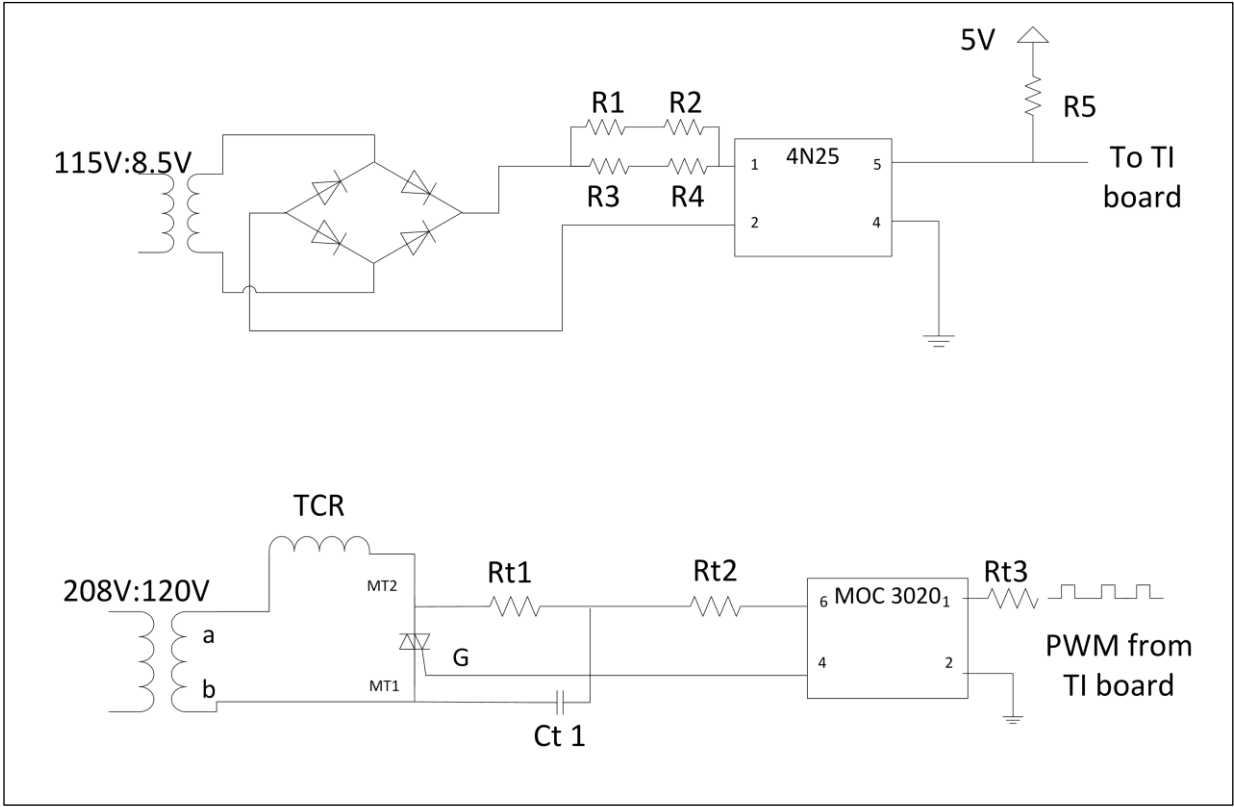 5V
R1 R2
R5
115V:8.5V
4N25
1 5
To TI
board
R3 R4
2 4
TCR
208V:120V
MT2
Rt1
Rt2
Rt3
6 MOC 3020 1
a
G
4 2
PWM from
TI board
b
MT1
Ct 1